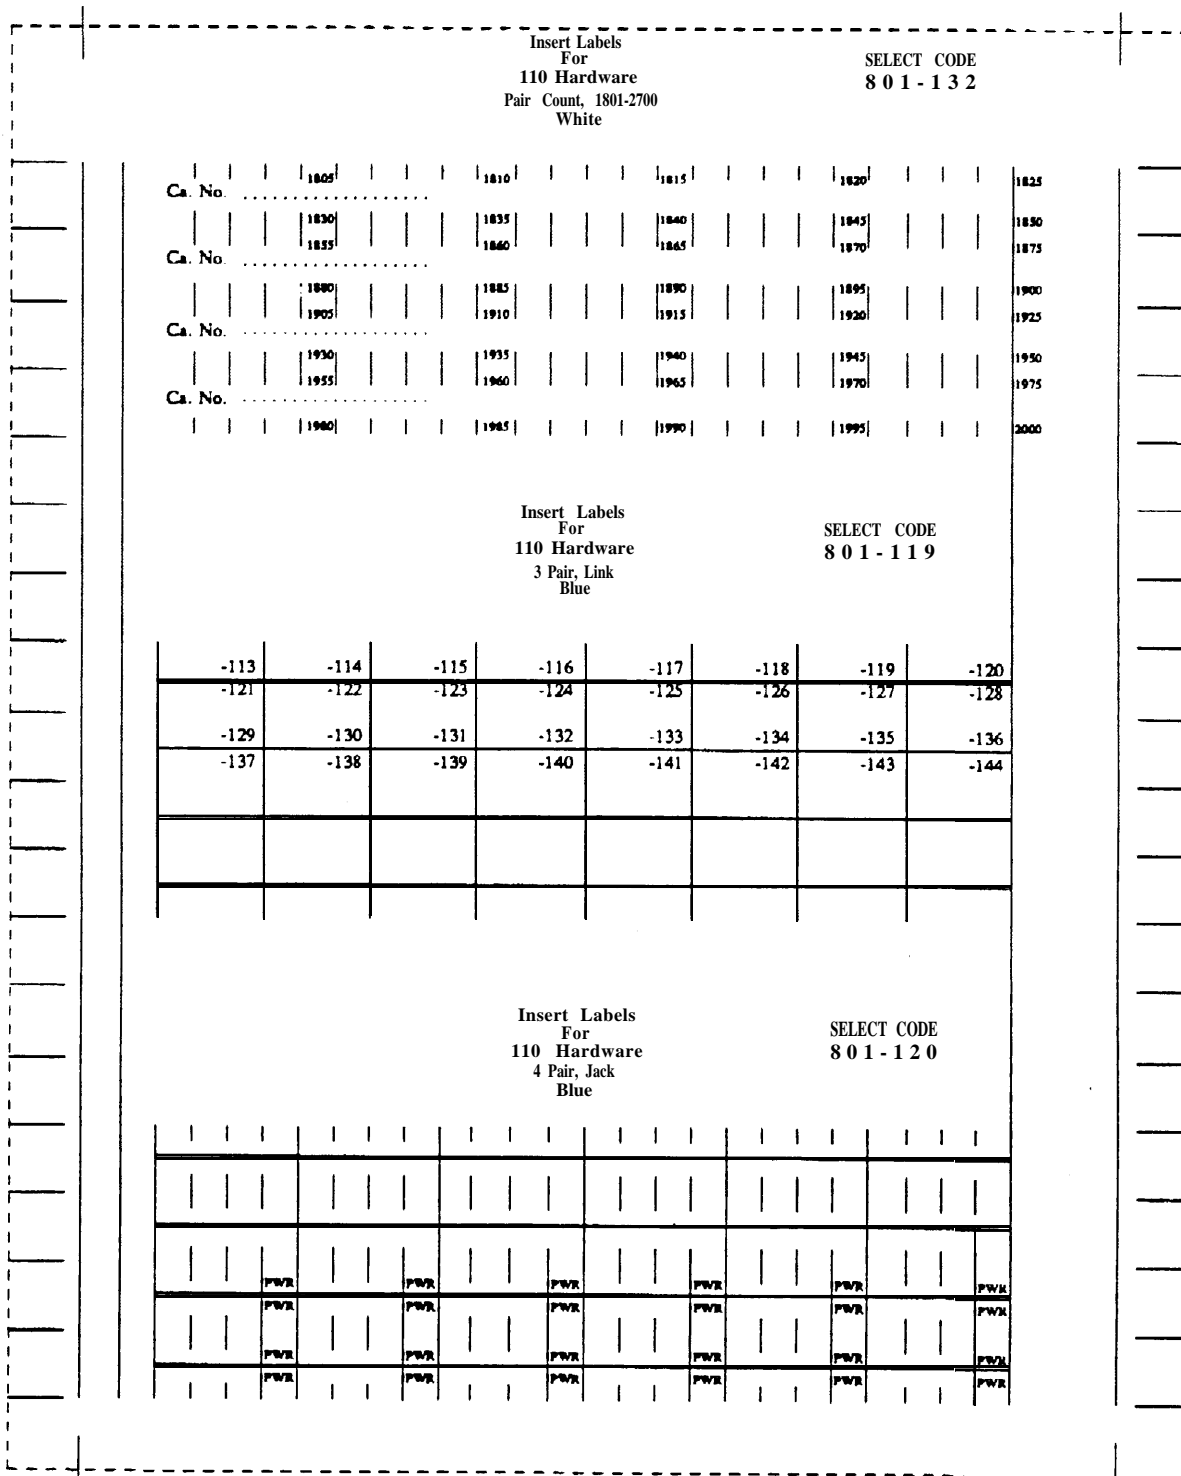 Insert Labels
For
110 Hardware
Pair Count, 1801-2700
White
SELECT CODE
801-132
1805 1810 1815 1820 1825
Ca. No. ..................
1830 1835 1840 1845 1850
1855 1860 1865 1870 1875
Ca. No. ..................
1880 1885 1890 1895 1900
1905 1910 1915 1920 1925
Ca. No. ..................
1930 1935 1940 1945 1950
1955 1960 1965 1970 1975
Ca. No. ..................
1980 1985 1990 1995 2000
Insert Labels
For
110 Hardware
3 Pair, Link
Blue
SELECT CODE
801-119
-113 -114 -115 -116 -117 -118 -119 -120
-121 -122 -123 -124 -125 -126 -127 -128
-129 -130 -131 -132 -133 -134 -135 -136
-137 -138 -139 -140 -141 -142 -143 -144
Insert Labels
For
110 Hardware
4 Pair, Jack
Blue
SELECT CODE
801-120
PWR PWR PWR PWR PWR PWR
PWR PWR PWR PWR PWR PWR
PWR PWR PWR PWR PWR PWR
PWR PWR PWR PWR PWR PWR